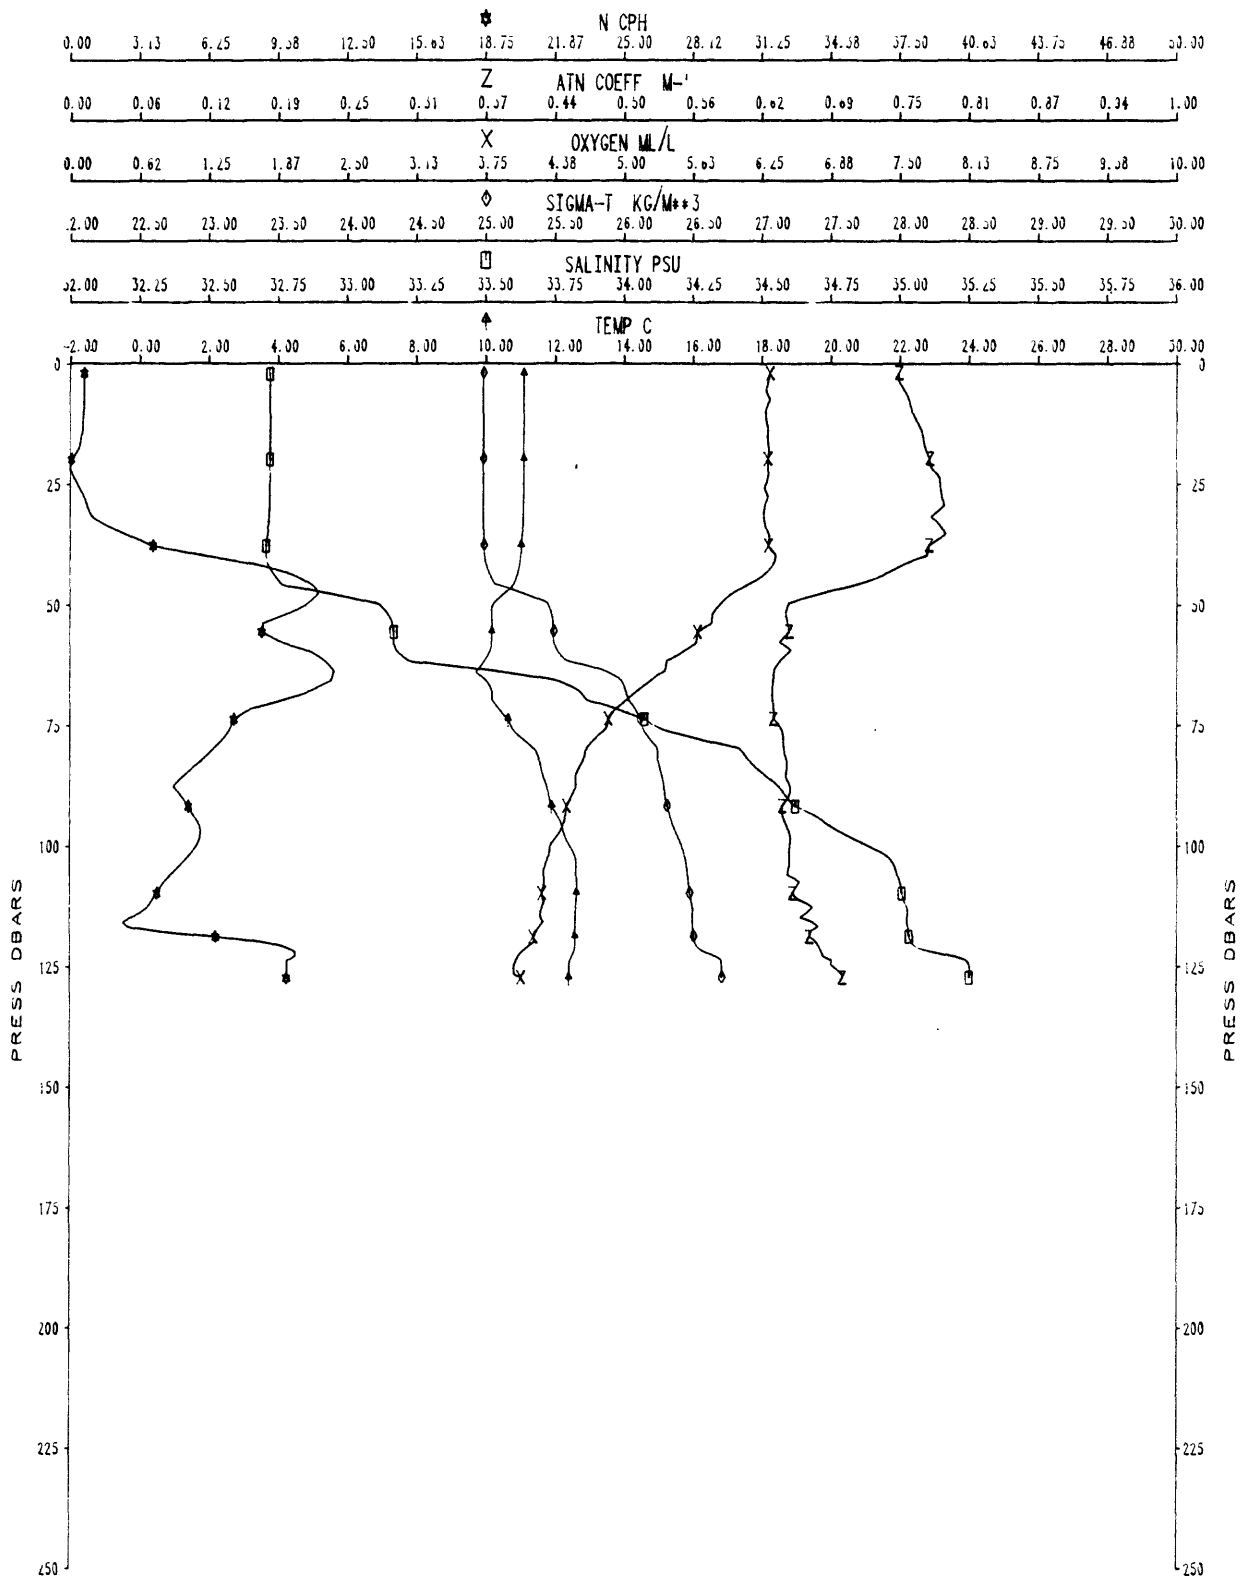 N CPH
0.00 3.13 6.25 9.38 12.50 15.63 18.75 21.87 25.00 28.12 31.25 34.38 37.50 40.63 43.75 46.88 50.00
Z ATN COEFF M-'
0.00 0.06 0.12 0.19 0.25 0.31 0.37 0.44 0.50 0.56 0.62 0.69 0.75 0.81 0.87 0.94 1.00
X OXYGEN ML/L
0.00 0.62 1.25 1.87 2.50 3.13 3.75 4.38 5.00 5.63 6.25 6.88 7.50 8.13 8.75 9.38 10.00
SIGMA-T KG/M**3
22.00 22.50 23.00 23.50 24.00 24.50 25.00 25.50 26.00 26.50 27.00 27.50 28.00 28.50 29.00 29.50 30.00
SALINITY PSU
32.00 32.25 32.50 32.75 33.00 33.25 33.50 33.75 34.00 34.25 34.50 34.75 35.00 35.25 35.50 35.75 36.00
TEMP C
-2.00 0.00 2.00 4.00 6.00 8.00 10.00 12.00 14.00 16.00 18.00 20.00 22.00 24.00 26.00 28.00 30.00
0 0
25 25
50 50
75 75
100 100
125 125
150 150
175 175
200 200
225 225
250 250
PRESS DBARS
PRESS DBARS